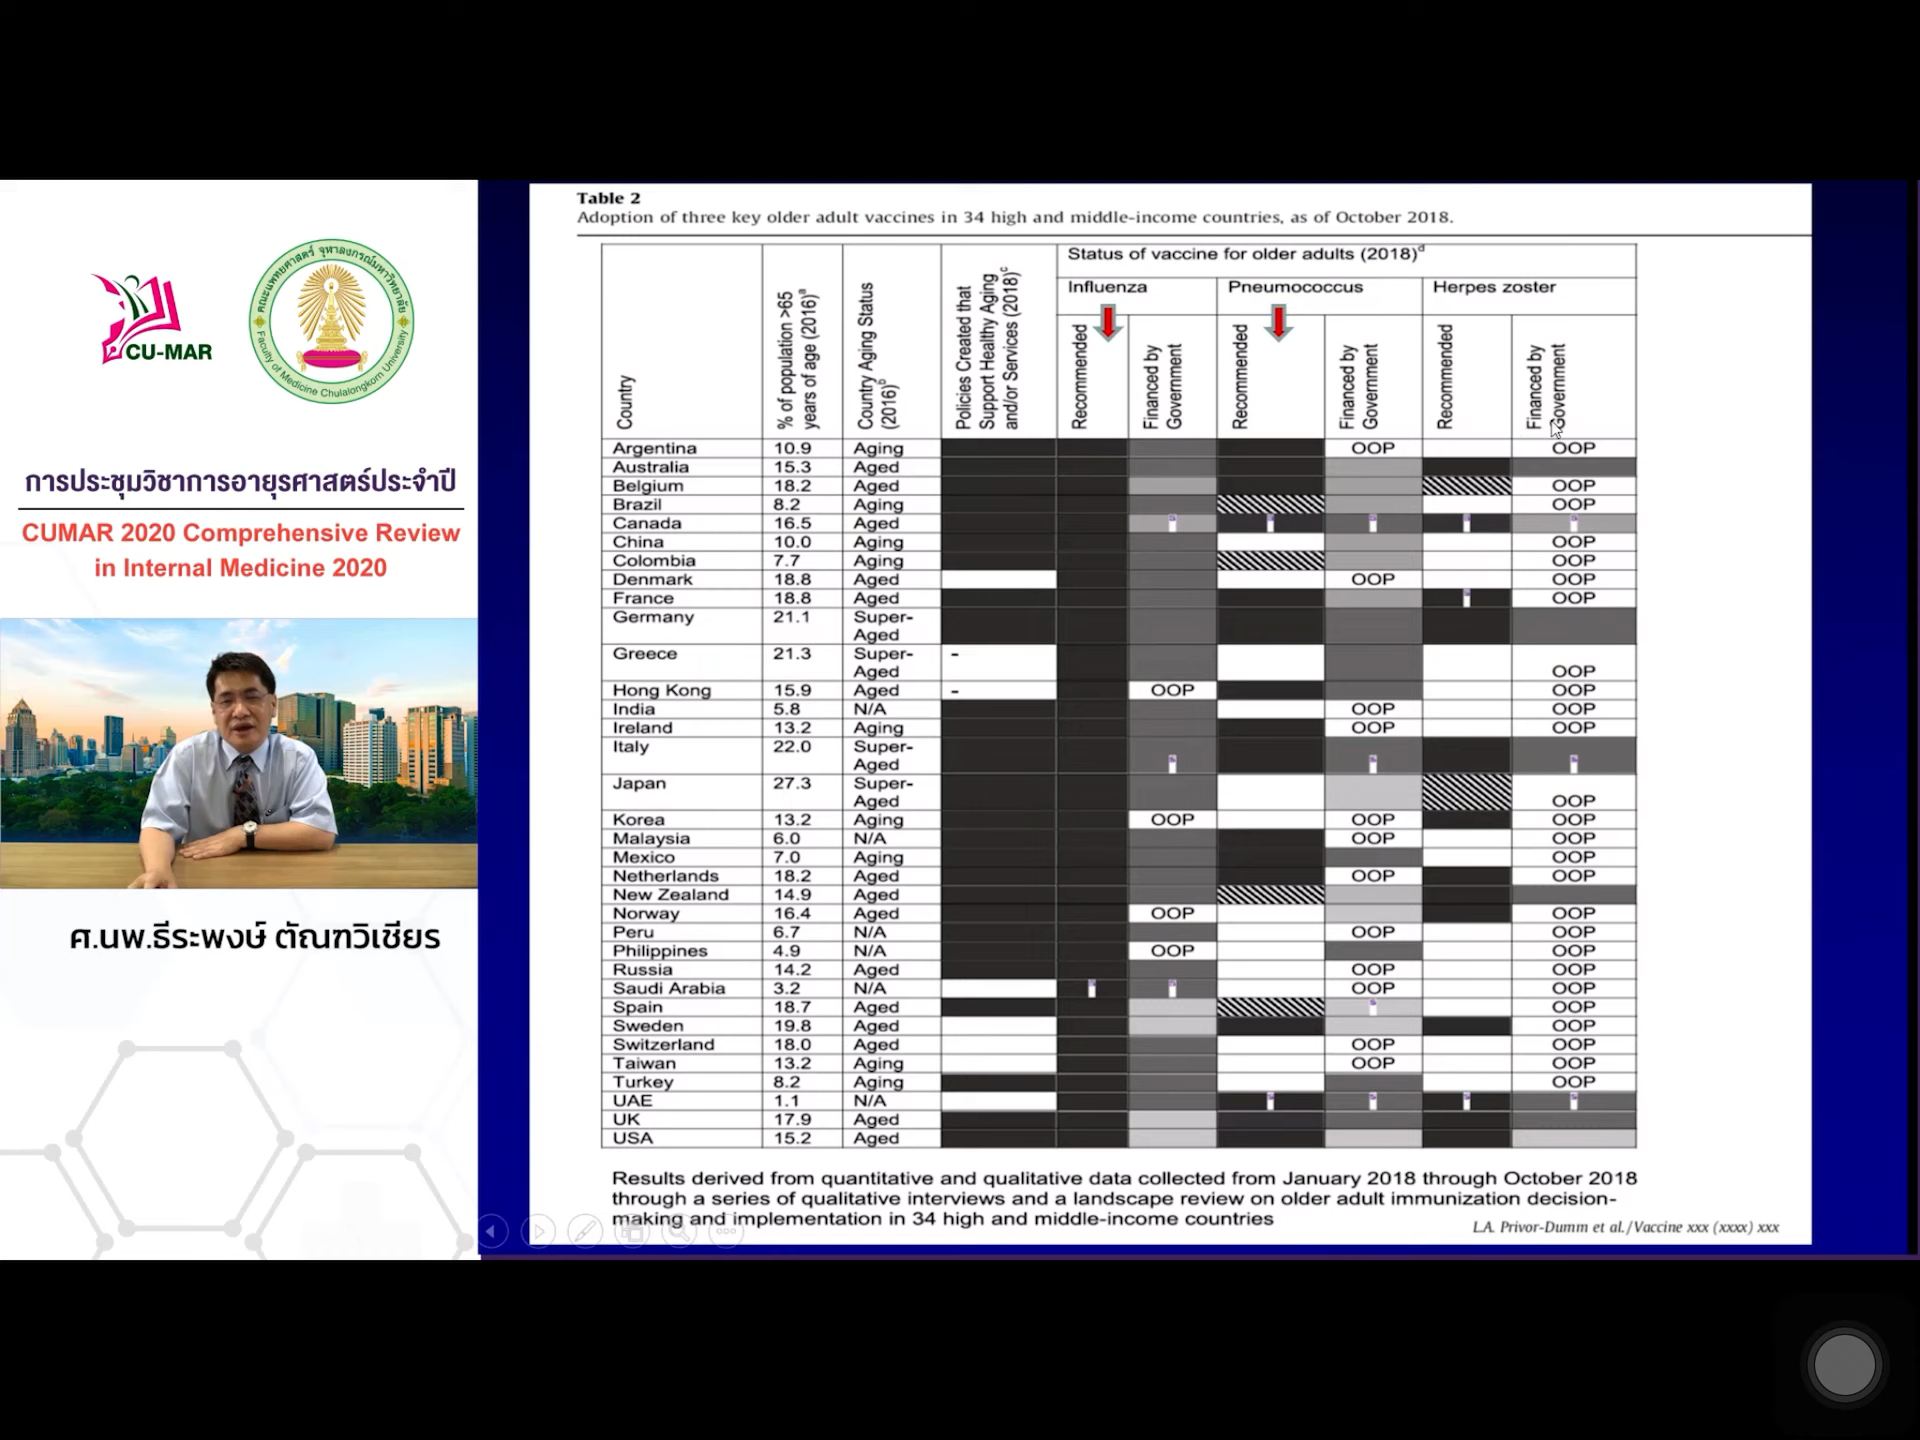 CU-MAR
คณะแพทยศาสตร์ จุฬาลงกรณ์มหาวิทยาลัย
Faculty of Medicine Chulalongkorn University
การประชุมวิชาการอายุรศาสตร์ประจำปี
CUMAR 2020 Comprehensive Review
in Internal Medicine 2020
ศ.นพ.ธีระพงษ์ ตัณฑวิเชียร
Table 2
Adoption of three key older adult vaccines in 34 high and middle-income countries, as of October 2018.
Country
% of population >65
years of age (2016)a
Country Aging Status
(2016)b
Policies Created that
Support Healthy Aging
and/or Services (2018)c
Status of vaccine for older adults (2018)d
Influenza Pneumococcus Herpes zoster
Recommended
Financed by
Government
Recommended
Financed by
Government
Recommended
Financed by
Government
Argentina 10.9 Aging OOP OOP
Australia 15.3 Aged
Belgium 18.2 Aged OOP
Brazil 8.2 Aging OOP
Canada 16.5 Aged
China 10.0 Aging OOP
Colombia 7.7 Aging OOP
Denmark 18.8 Aged OOP OOP
France 18.8 Aged OOP
Germany 21.1 Super-
Aged
Greece 21.3 Super- -
Aged OOP
Hong Kong 15.9 Aged - OOP OOP
India 5.8 N/A OOP OOP
Ireland 13.2 Aging OOP OOP
Italy 22.0 Super-
Aged
Japan 27.3 Super-
Aged OOP
Korea 13.2 Aging OOP OOP OOP
Malaysia 6.0 N/A OOP OOP
Mexico 7.0 Aging OOP
Netherlands 18.2 Aged OOP OOP
New Zealand 14.9 Aged
Norway 16.4 Aged OOP OOP
Peru 6.7 N/A OOP OOP
Philippines 4.9 N/A OOP OOP
Russia 14.2 Aged OOP OOP
Saudi Arabia 3.2 N/A OOP OOP
Spain 18.7 Aged OOP
Sweden 19.8 Aged OOP
Switzerland 18.0 Aged OOP OOP
Taiwan 13.2 Aging OOP OOP
Turkey 8.2 Aging OOP
UAE 1.1 N/A
UK 17.9 Aged
USA 15.2 Aged
Results derived from quantitative and qualitative data collected from January 2018 through October 2018
through a series of qualitative interviews and a landscape review on older adult immunization decision-
making and implementation in 34 high and middle-income countries
L.A. Privor-Dumm et al./Vaccine xxx (xxxx) xxx